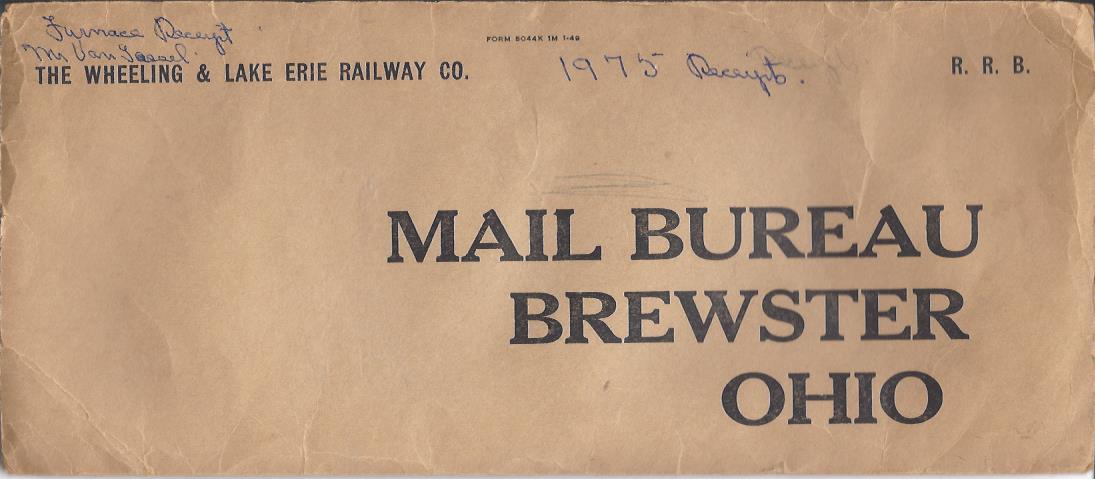 Furnace Receipt
Mr Van Tassel.
FORM 5044K 1M 1-49
THE WHEELING & LAKE ERIE RAILWAY CO.
1975 Receipts.
R. R. B.
MAIL BUREAU
BREWSTER
OHIO